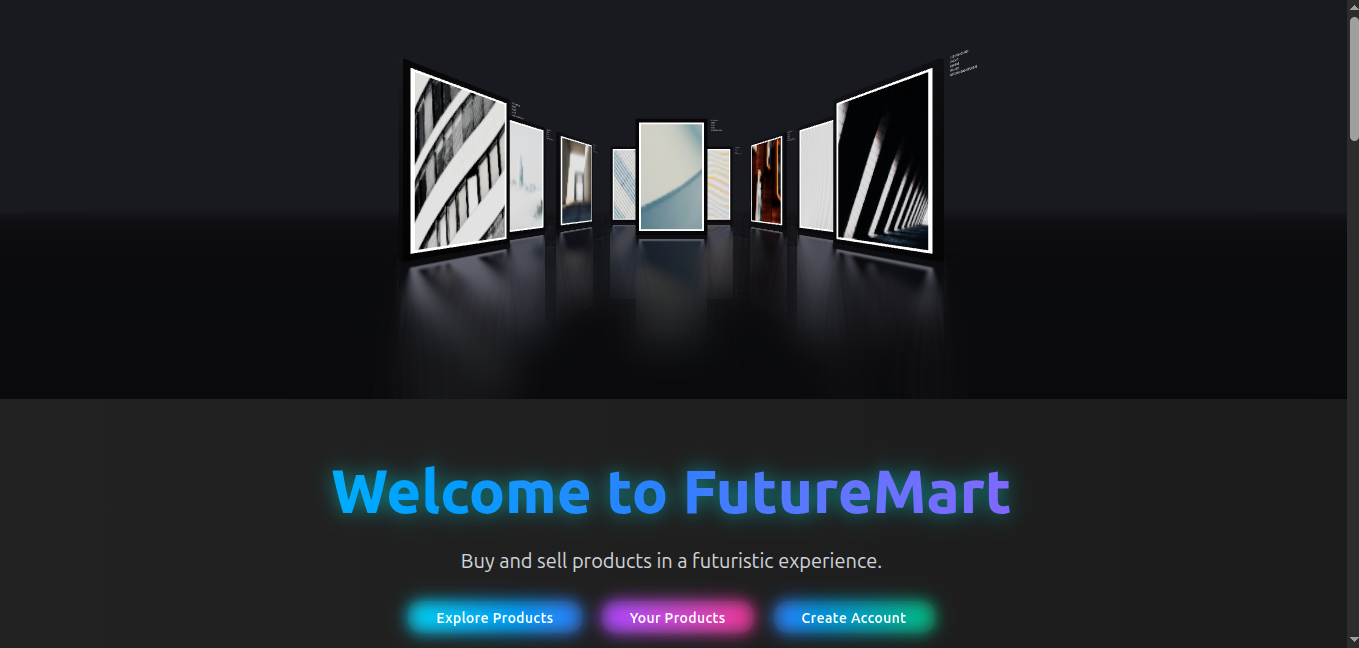 Welcome to FutureMart
Buy and sell products in a futuristic experience.
Explore Products
Your Products
Create Account